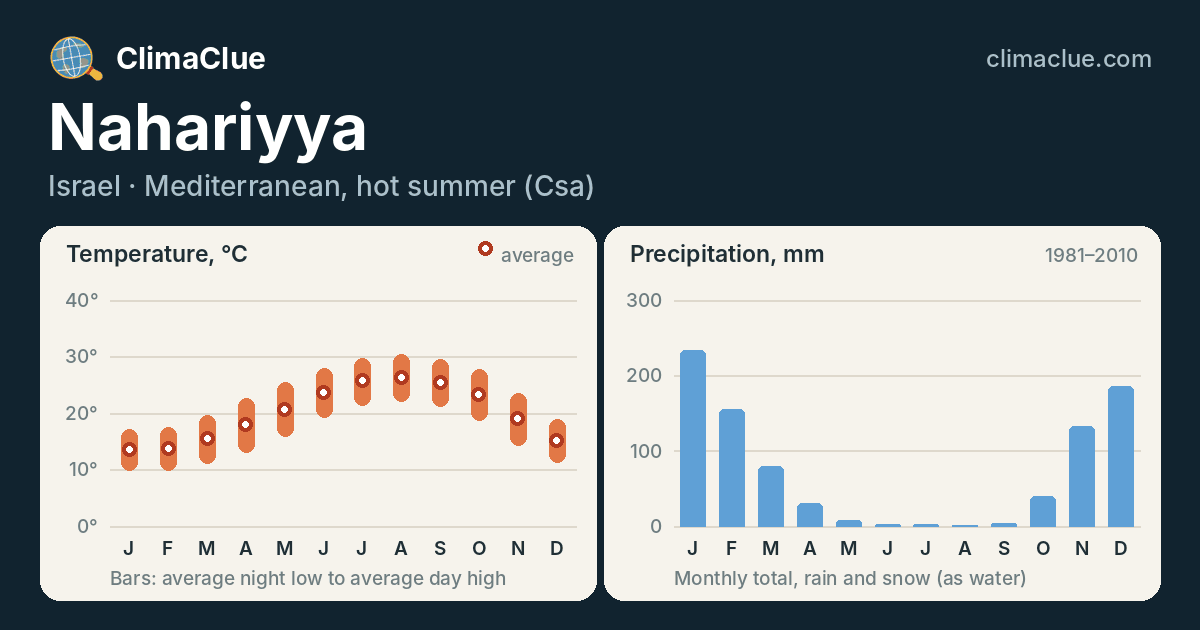 ClimaClue
climaclue.com
Nahariyya
Israel · Mediterranean, hot summer (Csa)
Temperature, °C
average
40°
30°
20°
10°
0°
J F M A M J J A S O N D
Bars: average night low to average day high
Precipitation, mm
1981–2010
300
200
100
0
J F M A M J J A S O N D
Monthly total, rain and snow (as water)